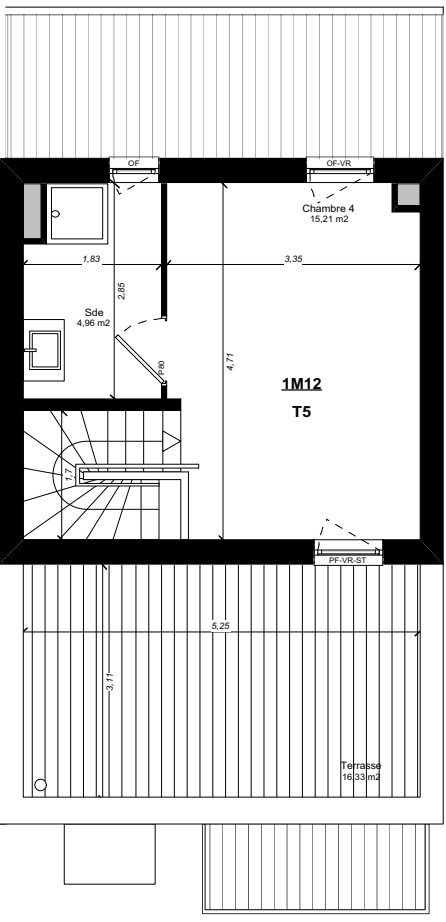 OF
OF-VR
Chambre 4
15,21 m2
1,83
3,35
2,85
Sde
4,96 m2
P80
4,71
1M12
T5
1,7
PF-VR-ST
5,25
3,11
Terrasse
16,33 m2